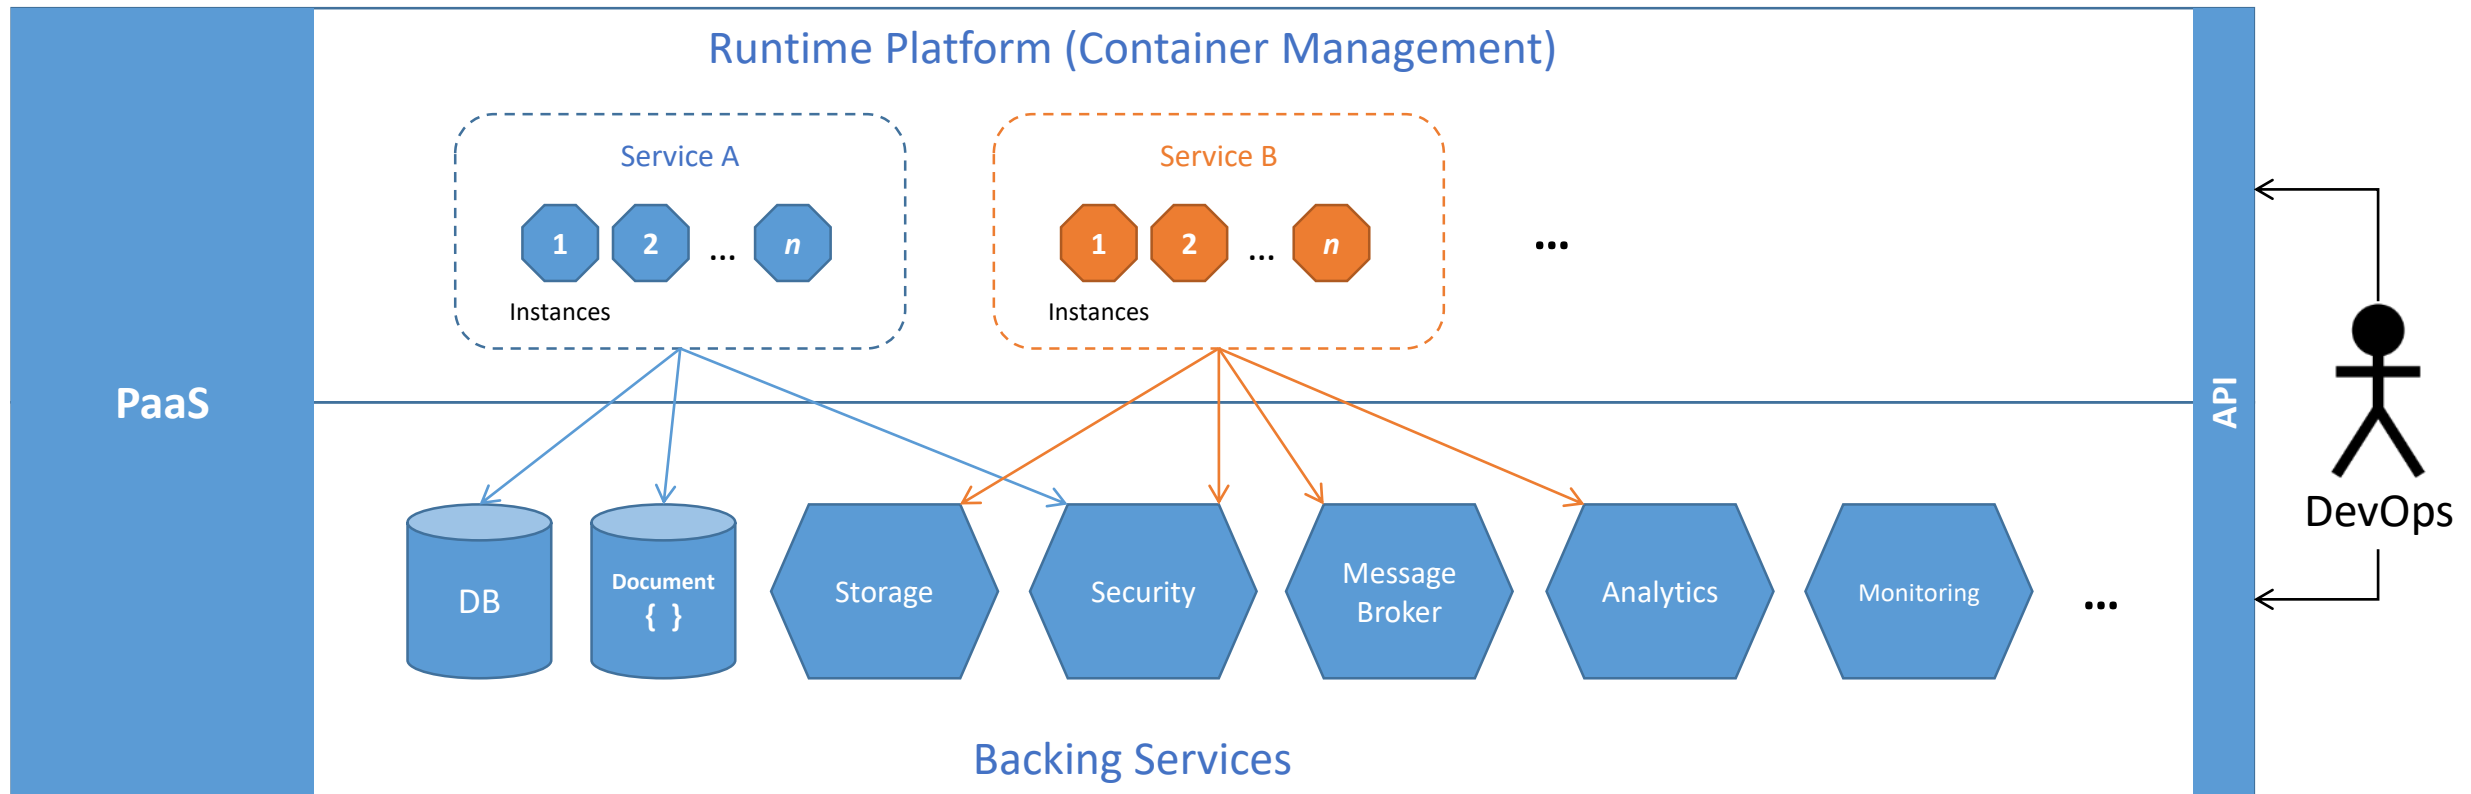 Runtime Platform (Container Management)
Service A
1 2 ... n
Instances
Service B
1 2 ... n
Instances
...
PaaS
API
DevOps
DB
Document
{ }
Storage
Security
Message
Broker
Analytics
Monitoring
...
Backing Services